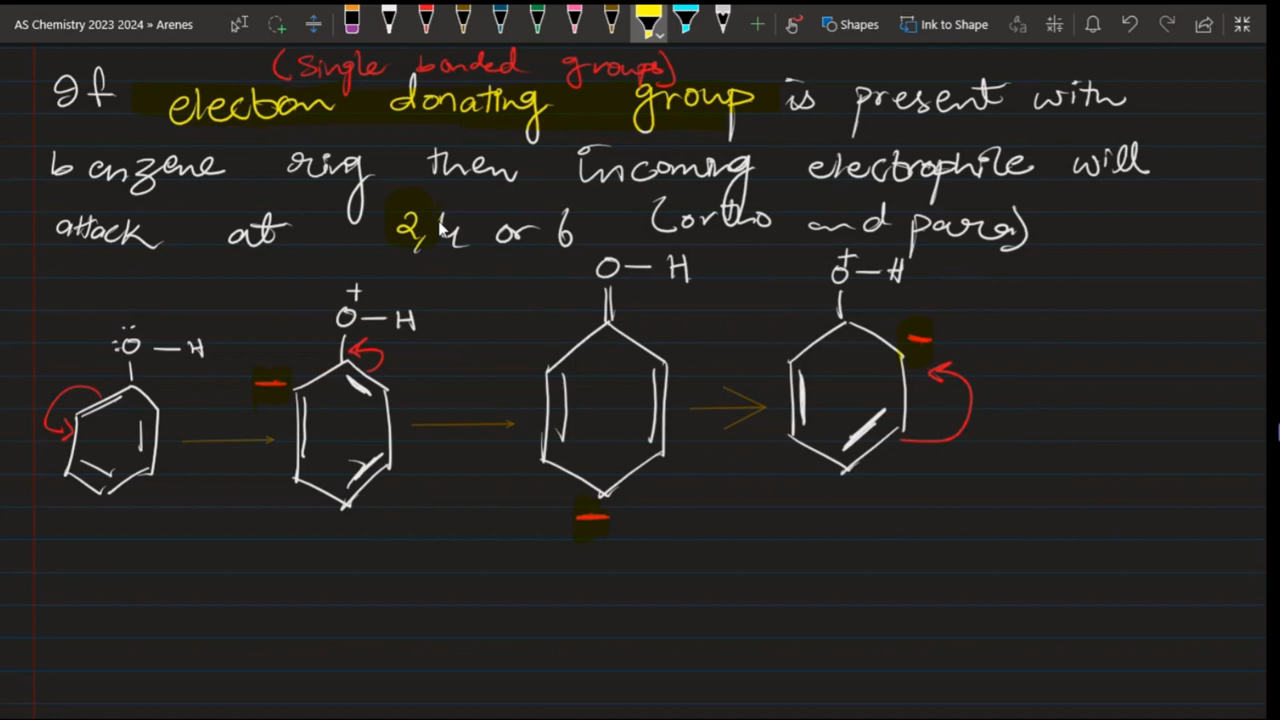 AS Chemistry 2023 2024 » Arenes
Shapes
Ink to Shape
(Single bonded groups)
If electron donating group is present with
benzene ring then incoming electrophile will
attack at 2, 4 or 6 (ortho and para)
O – H
+
O – H
+
O – H
:Ö – H
–
–
–